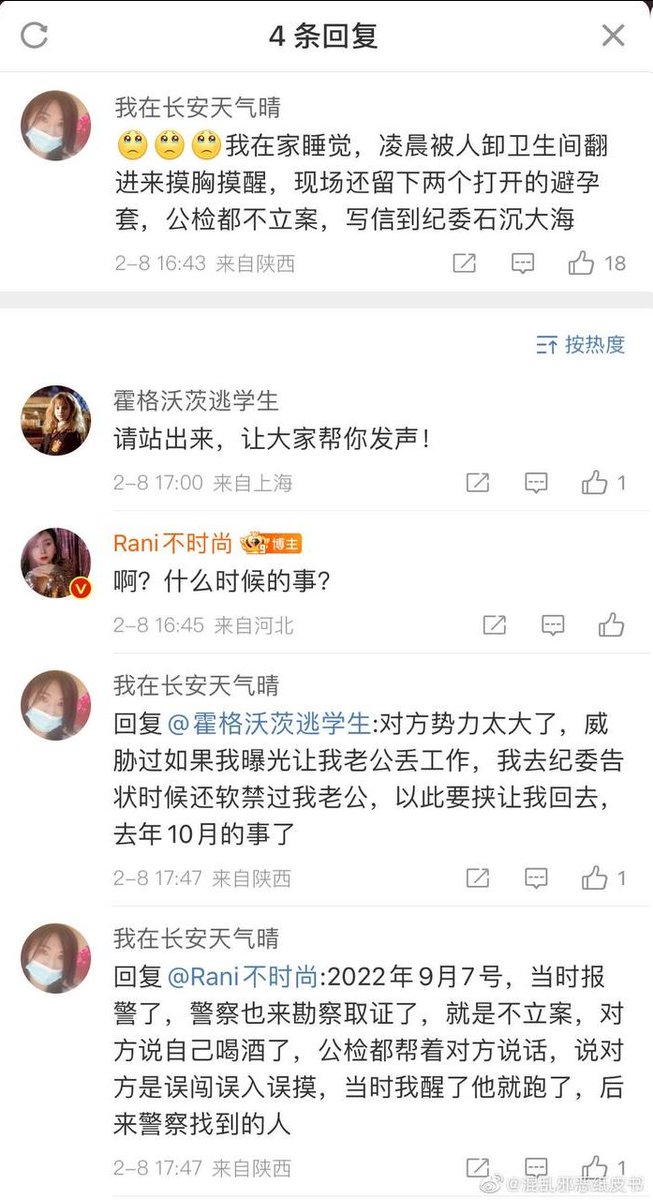 4 条回复
我在长安天气晴
🥺🥺🥺我在家睡觉，凌晨被人卸卫生间翻
进来摸胸摸醒，现场还留下两个打开的避孕
套，公检都不立案，写信到纪委石沉大海
2-8 16:43 来自陕西
18
按热度
霍格沃茨逃学生
请站出来，让大家帮你发声！
2-8 17:00 来自上海
1
Rani不时尚 博主
啊？什么时候的事？
2-8 16:45 来自河北
我在长安天气晴
回复@霍格沃茨逃学生:对方势力太大了，威
胁过如果我曝光让我老公丢工作，我去纪委告
状时候还软禁过我老公，以此要挟让我回去，
去年10月的事了
2-8 17:47 来自陕西
1
我在长安天气晴
回复@Rani不时尚:2022年9月7号，当时报
警了，警察也来勘察取证了，就是不立案，对
方说自己喝酒了，公检都帮着对方说话，说对
方是误闯误入误摸，当时我醒了他就跑了，后
来警察找到的人
2-8 17:47 来自陕西
1
@混乱邪恶纸皮书